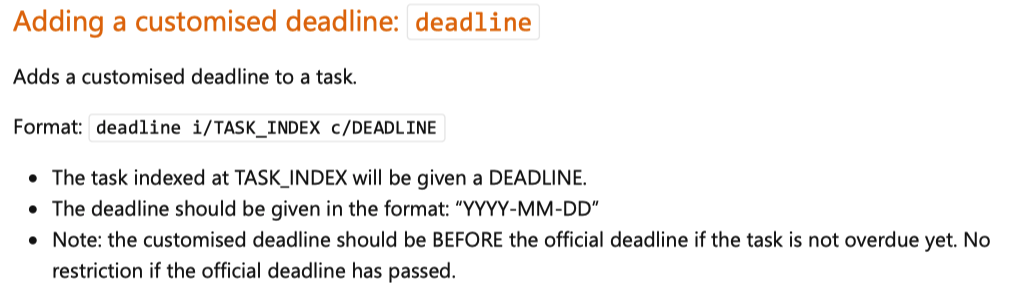 Adding a customised deadline: deadline
Adds a customised deadline to a task.
Format: deadline i/TASK_INDEX c/DEADLINE
• The task indexed at TASK_INDEX will be given a DEADLINE.
• The deadline should be given in the format: “YYYY-MM-DD”
• Note: the customised deadline should be BEFORE the official deadline if the task is not overdue yet. No
restriction if the official deadline has passed.